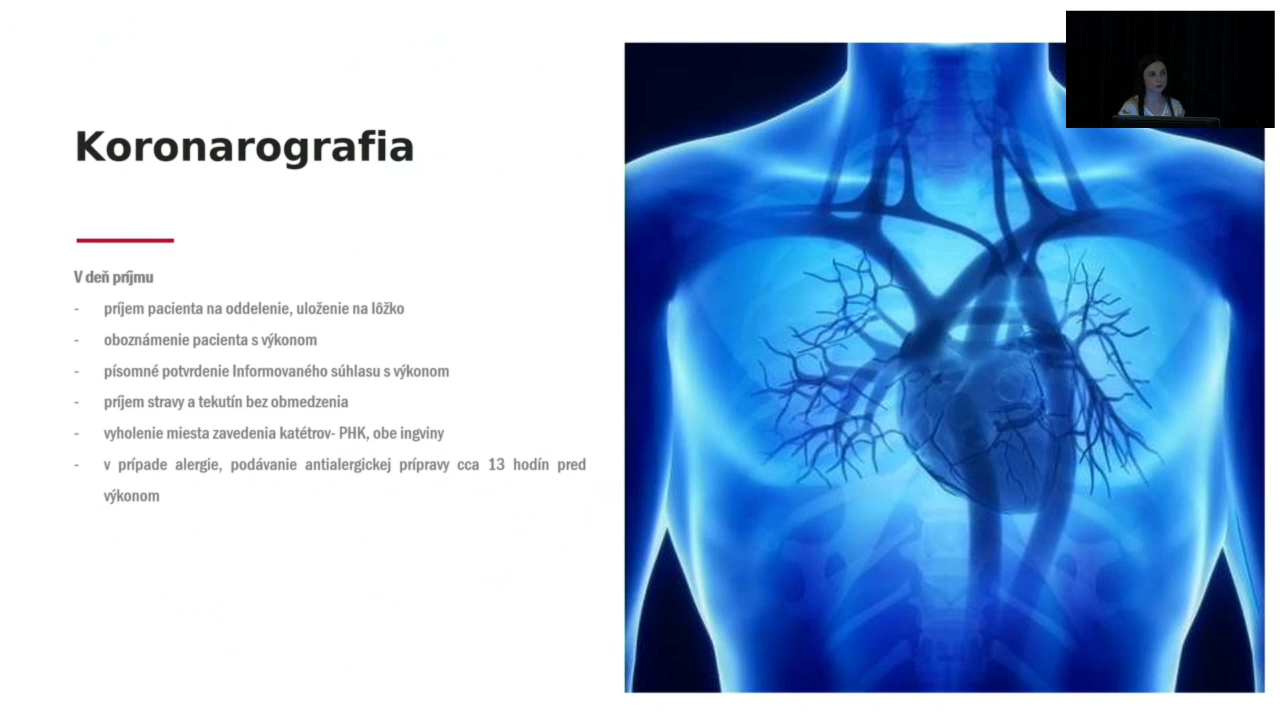 Koronarografia
V deň príjmu
- príjem pacienta na oddelenie, uloženie na lôžko
- oboznámenie pacienta s výkonom
- písomné potvrdenie Informovaného súhlasu s výkonom
- príjem stravy a tekutín bez obmedzenia
- vyholenie miesta zavedenia katétrov- PHK, obe ingviny
- v prípade alergie, podávanie antialergickej prípravy cca 13 hodín pred
výkonom